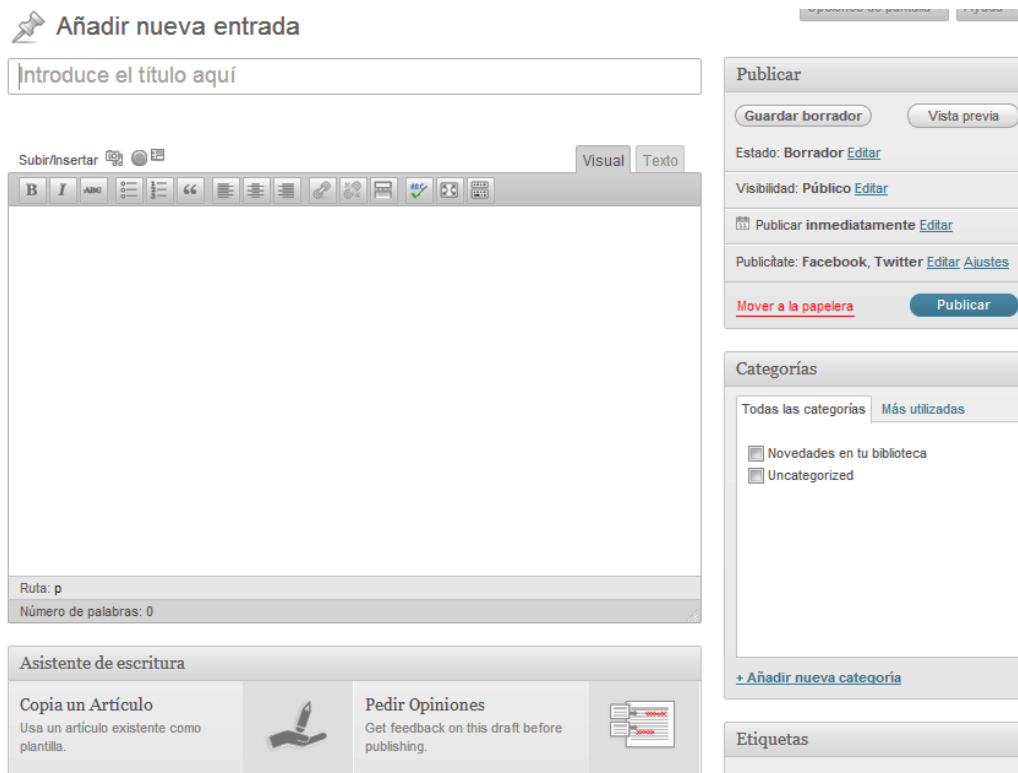 Añadir nueva entrada
Introduce el título aquí
Subir/Insertar
Visual
Texto
B I ABC
ABC
Ruta: p
Número de palabras: 0
Asistente de escritura
Copia un Artículo
Usa un artículo existente como
plantilla.
Pedir Opiniones
Get feedback on this draft before
publishing.
Publicar
Guardar borrador
Vista previa
Estado: Borrador Editar
Visibilidad: Público Editar
Publicar inmediatamente Editar
Publicítate: Facebook, Twitter Editar Ajustes
Mover a la papelera
Publicar
Categorías
Todas las categorías
Más utilizadas
Novedades en tu biblioteca
Uncategorized
+ Añadir nueva categoría
Etiquetas